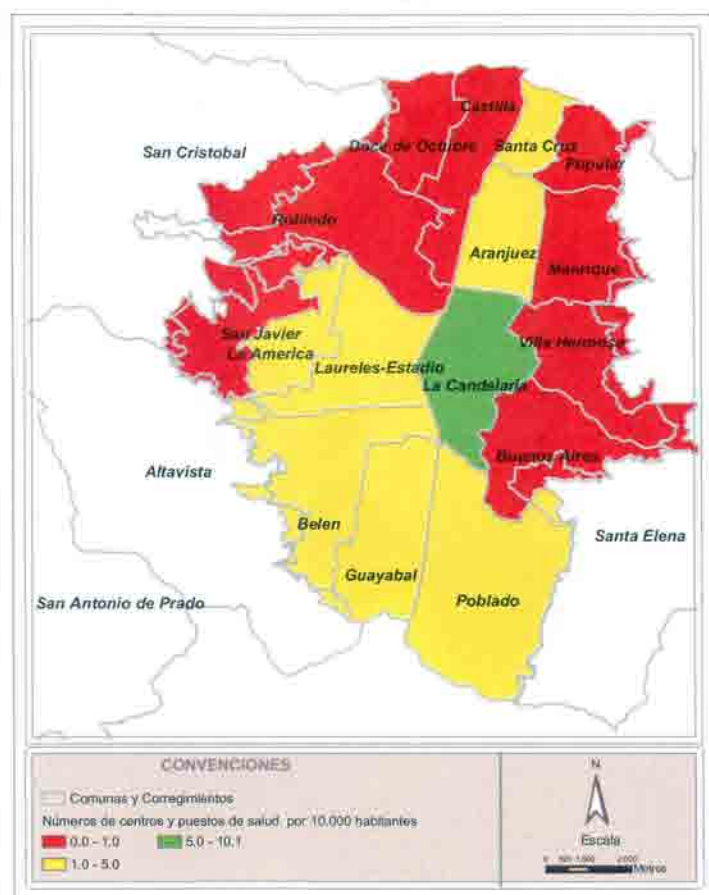 Castilla
San Cristobal
Doce de Octubre
Santa Cruz
Popular
Robledo
Aranjuez
Manrique
San Javier
La America
Villa Hermosa
Laureles-Estadio
La Candelaria
Buenos Aires
Altavista
Belen
Santa Elena
Guayabal
San Antonio de Prado
Poblado
CONVENCIONES
Comunas y Corregimientos
Números de centros y puestos de salud por 10.000 habitantes
0.0 - 1.0
5.0 - 10.1
1.0 - 5.0
N
Escala
0
2.000
Metros